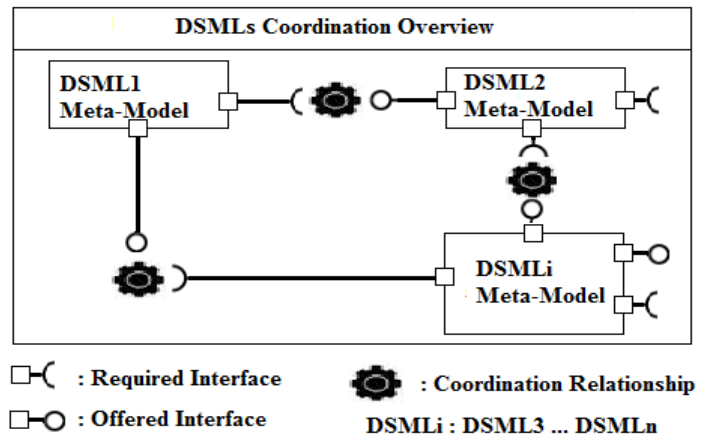 DSMLs Coordination Overview
DSML1
Meta-Model
DSML2
Meta-Model
DSMLi
Meta-Model
: Required Interface
: Coordination Relationship
: Offered Interface
DSMLi : DSML3 ... DSMLn